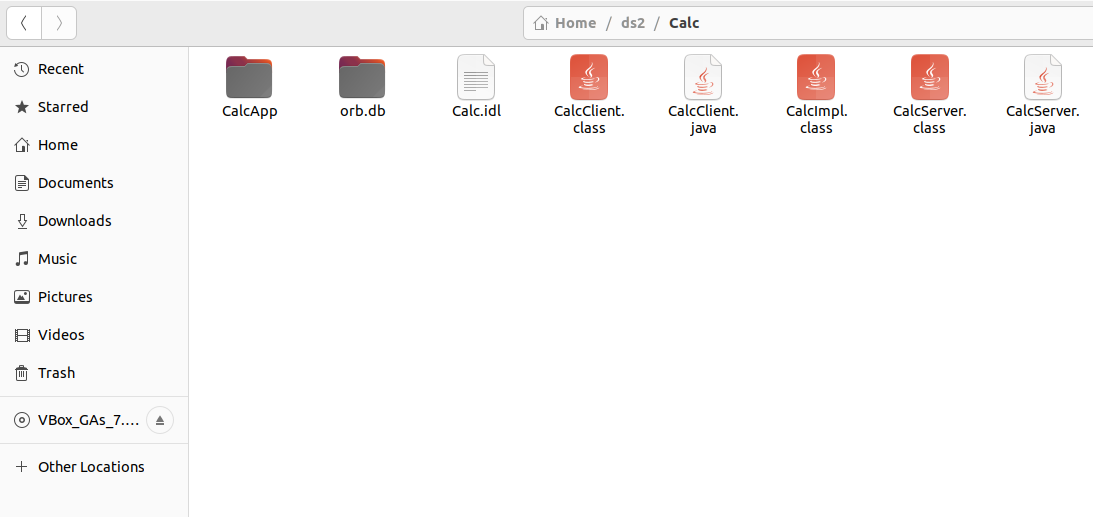 Home / ds2 / Calc
Recent
Starred
Home
Documents
Downloads
Music
Pictures
Videos
Trash
VBox_GAs_7....
Other Locations
CalcApp
orb.db
Calc.idl
CalcClient.
class
CalcClient.
java
CalcImpl.
class
CalcServer.
class
CalcServer.
java